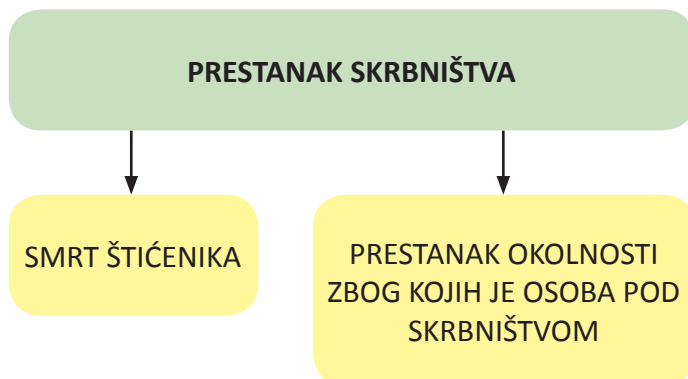 PRESTANAK SKRBNIŠTVA
SMRT ŠTIĆENIKA
PRESTANAK OKOLNOSTI
ZBOG KOJIH JE OSOBA POD
SKRBNIŠTVOM